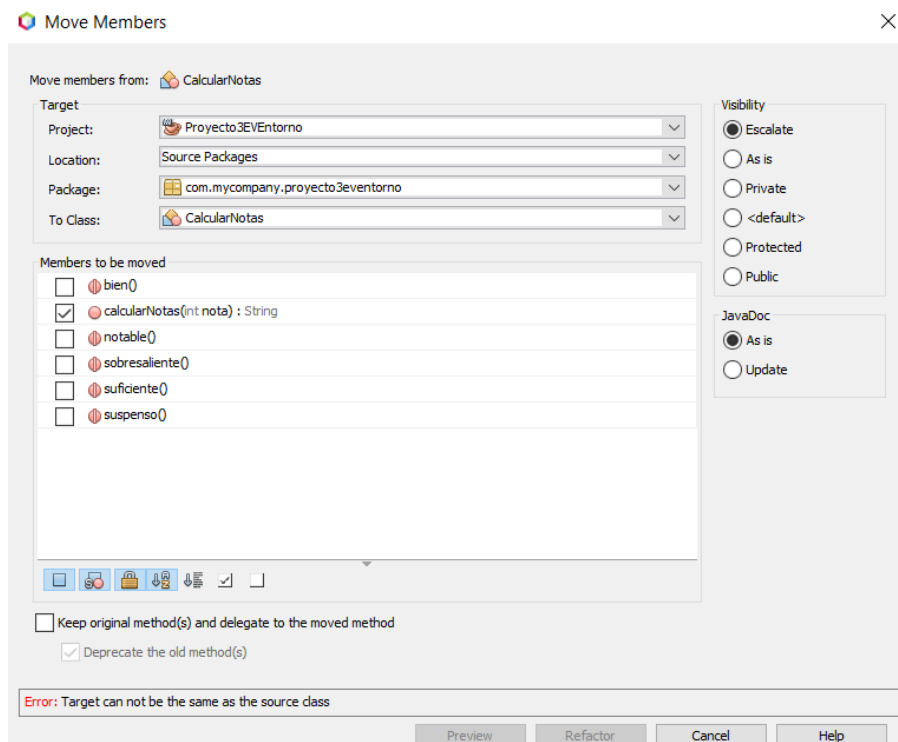 Move Members
Move members from: CalcularNotas
Target
Project: Proyecto3EVEntorno
Location: Source Packages
Package: com.mycompany.proyecto3eventorno
To Class: CalcularNotas
Visibility
Escalate
As is
Private
<default>
Protected
Public
Members to be moved
bien()
calcularNotas(int nota) : String
notable()
sobresaliente()
suficiente()
suspenso()
JavaDoc
As is
Update
Keep original method(s) and delegate to the moved method
Deprecate the old method(s)
Error: Target can not be the same as the source class
Preview Refactor Cancel Help